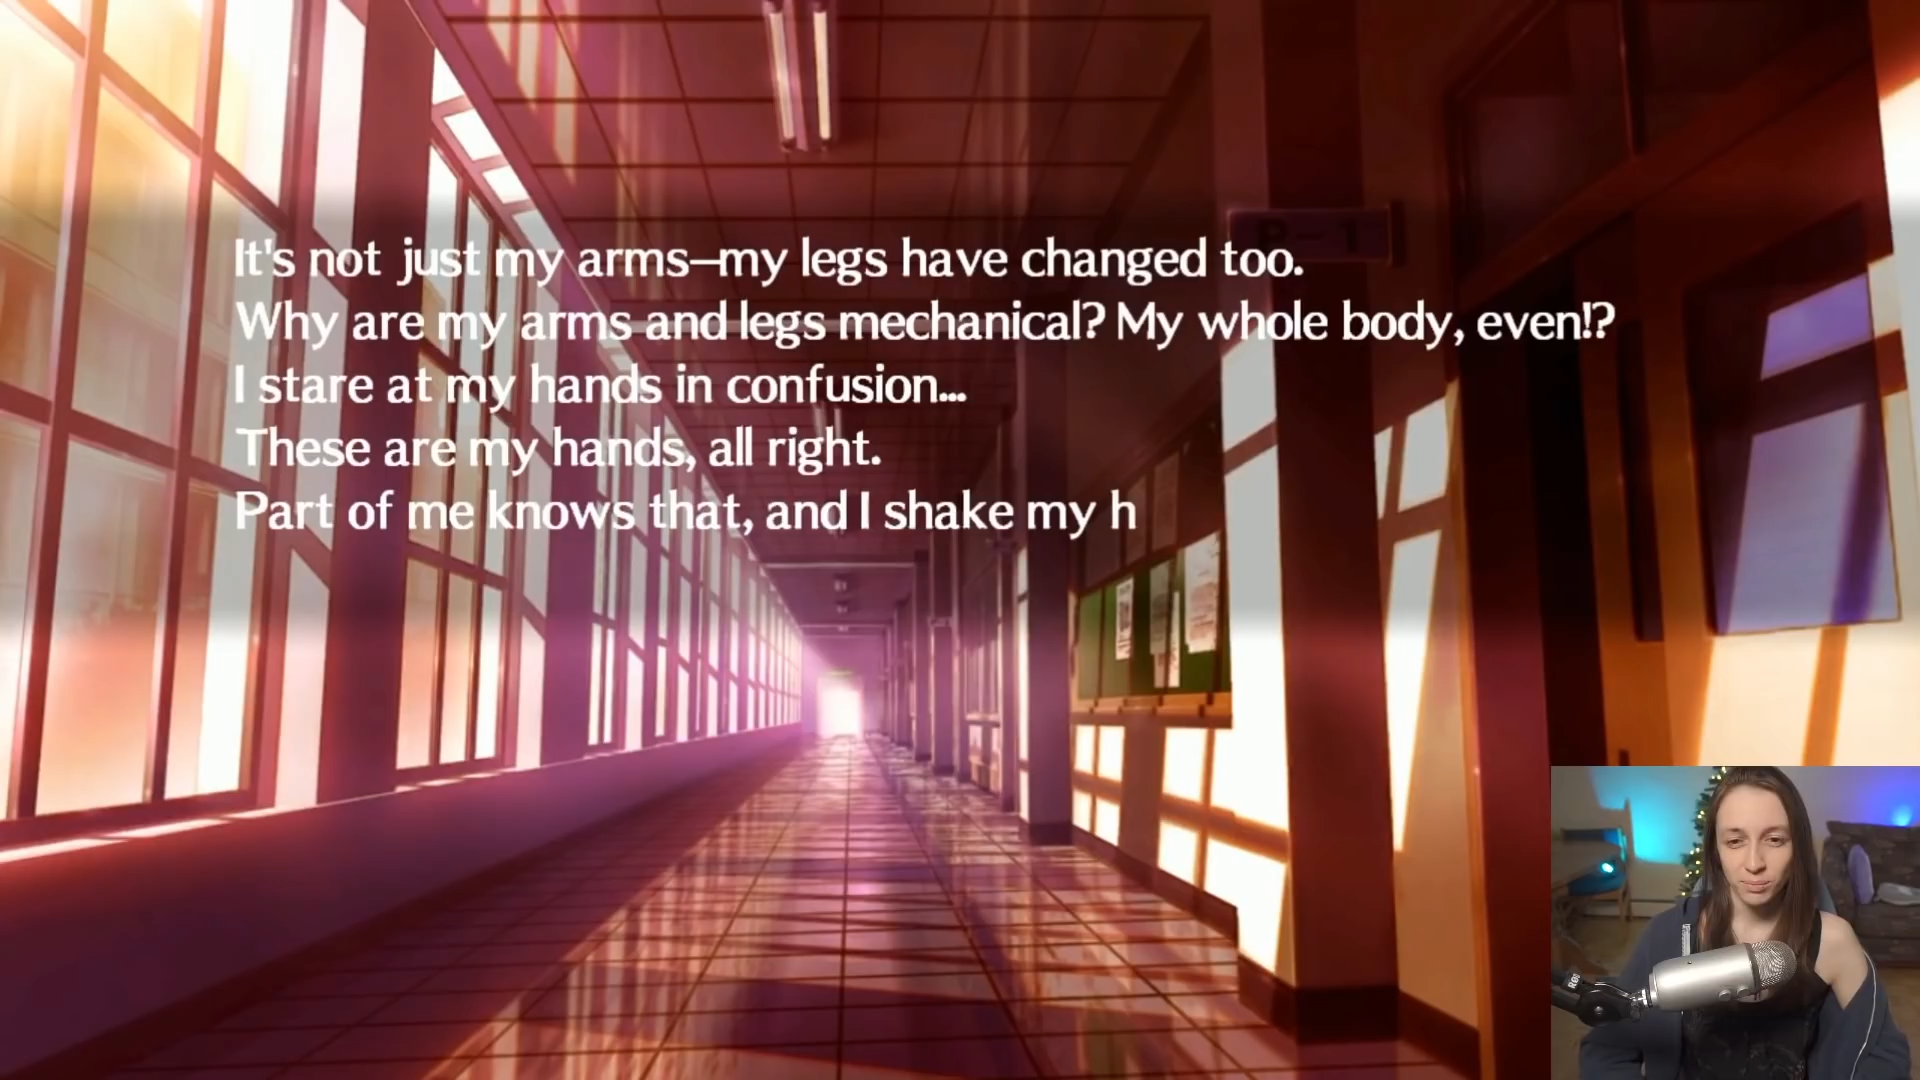 It's not just my arms—my legs have changed too.
Why are my arms and legs mechanical? My whole body, even!?
I stare at my hands in confusion...
These are my hands, all right.
Part of me knows that, and I shake my h